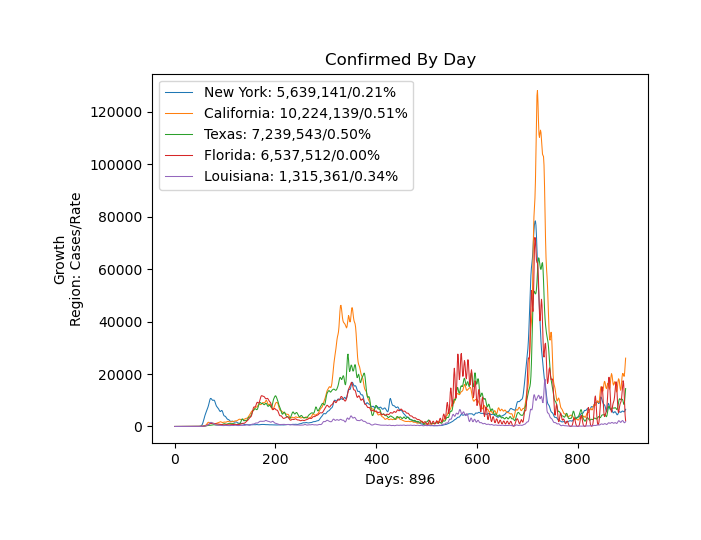 Confirmed By Day
New York: 5,639,141/0.21%
California: 10,224,139/0.51%
Texas: 7,239,543/0.50%
Florida: 6,537,512/0.00%
Louisiana: 1,315,361/0.34%
120000
100000
80000
60000
40000
20000
0
Growth
Region: Cases/Rate
0 200 400 600 800
Days: 896